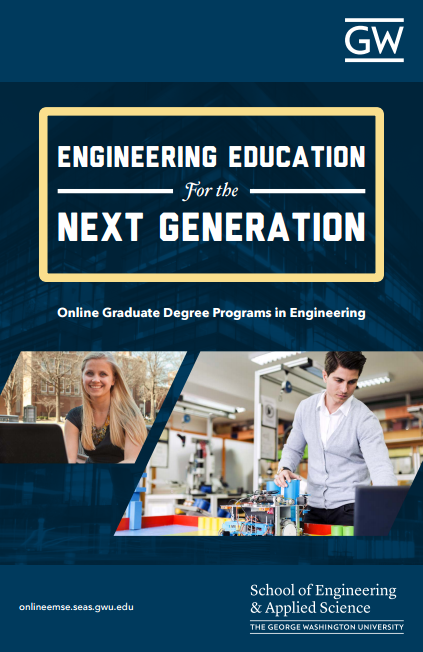 GW
ENGINEERING EDUCATION
For the
NEXT GENERATION
Online Graduate Degree Programs in Engineering
onlineemse.seas.gwu.edu
School of Engineering
& Applied Science
THE GEORGE WASHINGTON UNIVERSITY